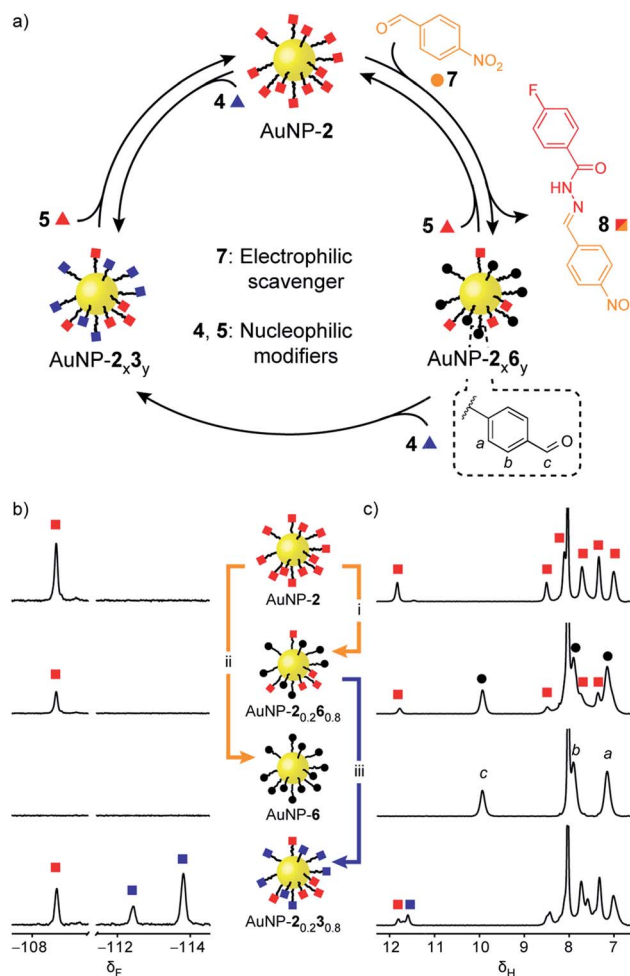 a)
F
O
NO2
7
4
AuNP-2
O
HN
N
5
5
8
NO
7: Electrophilic
scavenger
4, 5: Nucleophilic
modifiers
AuNP-2x3y
AuNP-2x6y
4
O
a
b
c
b)
c)
AuNP-2
i
ii
AuNP-20.260.8
iii
b
a
c
AuNP-6
AuNP-20.230.8
−108
−112
−114
12
11
10
9
8
7
δF
δH